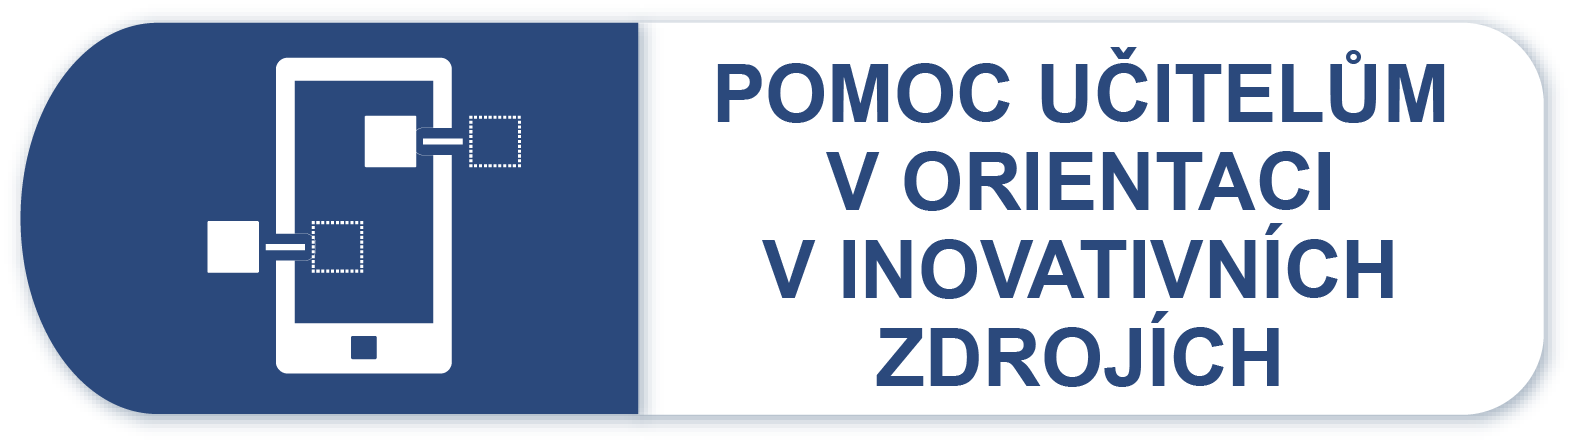 POMOC UČITELŮM
V ORIENTACI
V INOVATIVNÍCH
ZDROJÍCH